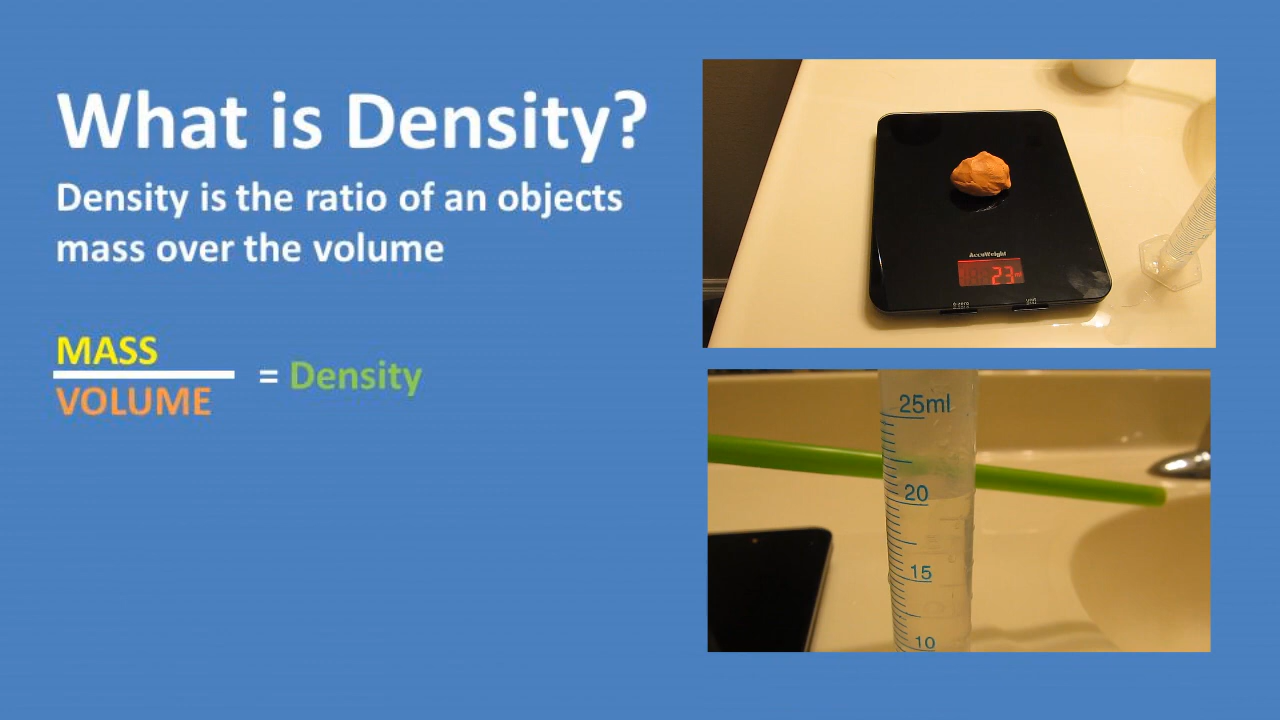 What is Density?
Density is the ratio of an objects
mass over the volume
MASS
VOLUME
= Density
AccuWeight
23
25ml
20
15
10